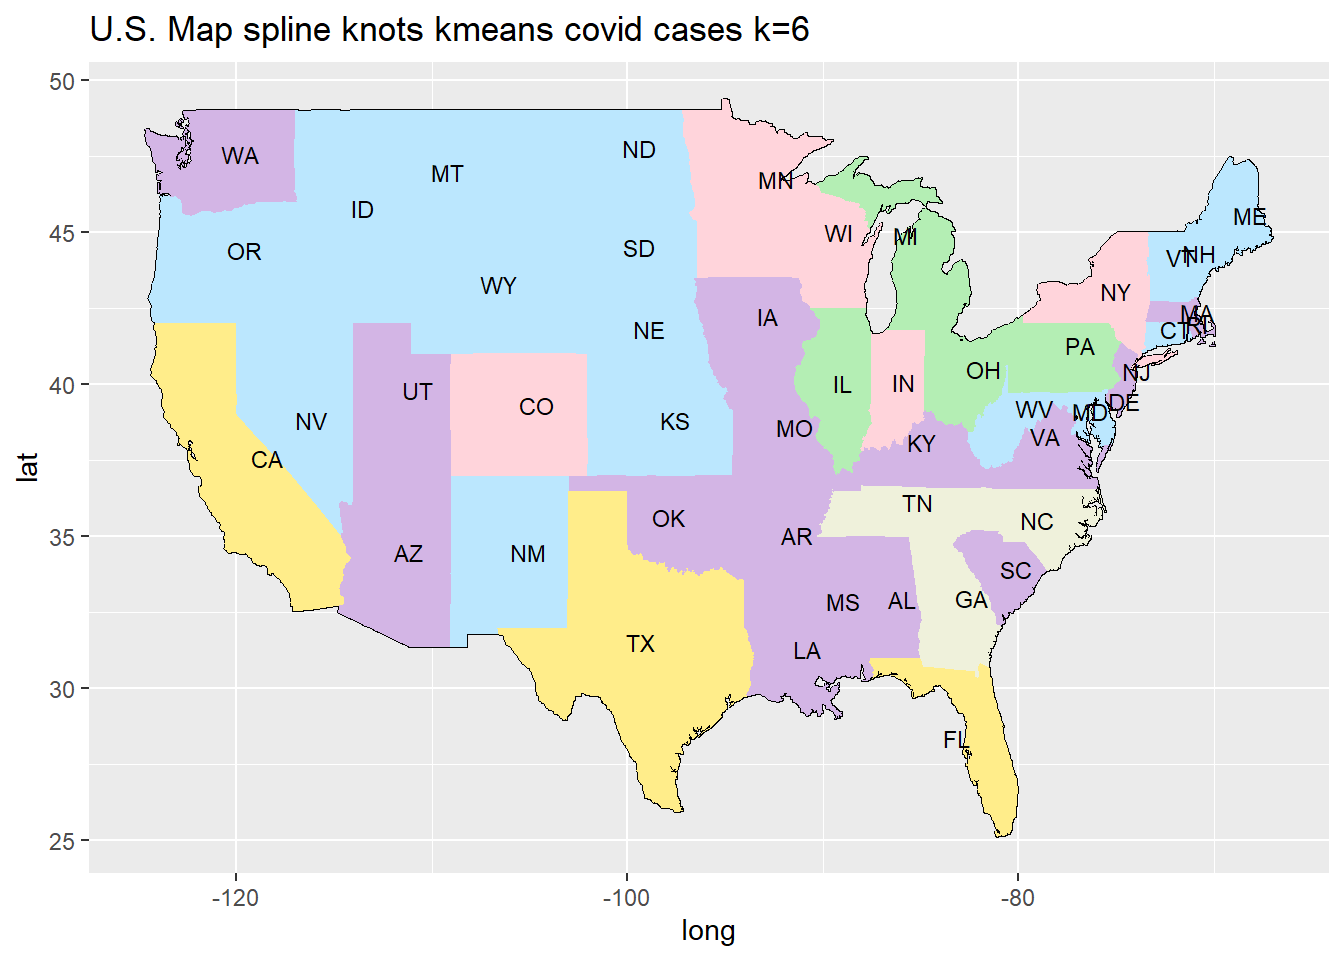 U.S. Map spline knots kmeans covid cases k=6
50
45
40
35
30
25
lat
WA
MT
ND
MN
ID
OR
SD
WI
MI
ME
VT
NH
WY
NY
NE
IA
MA
RI
CT
PA
UT
CO
IL
IN
OH
NJ
NV
KS
MO
WV
MD
DE
KY
VA
CA
OK
AR
TN
NC
AZ
NM
SC
MS
AL
GA
TX
LA
FL
-120
-100
-80
long